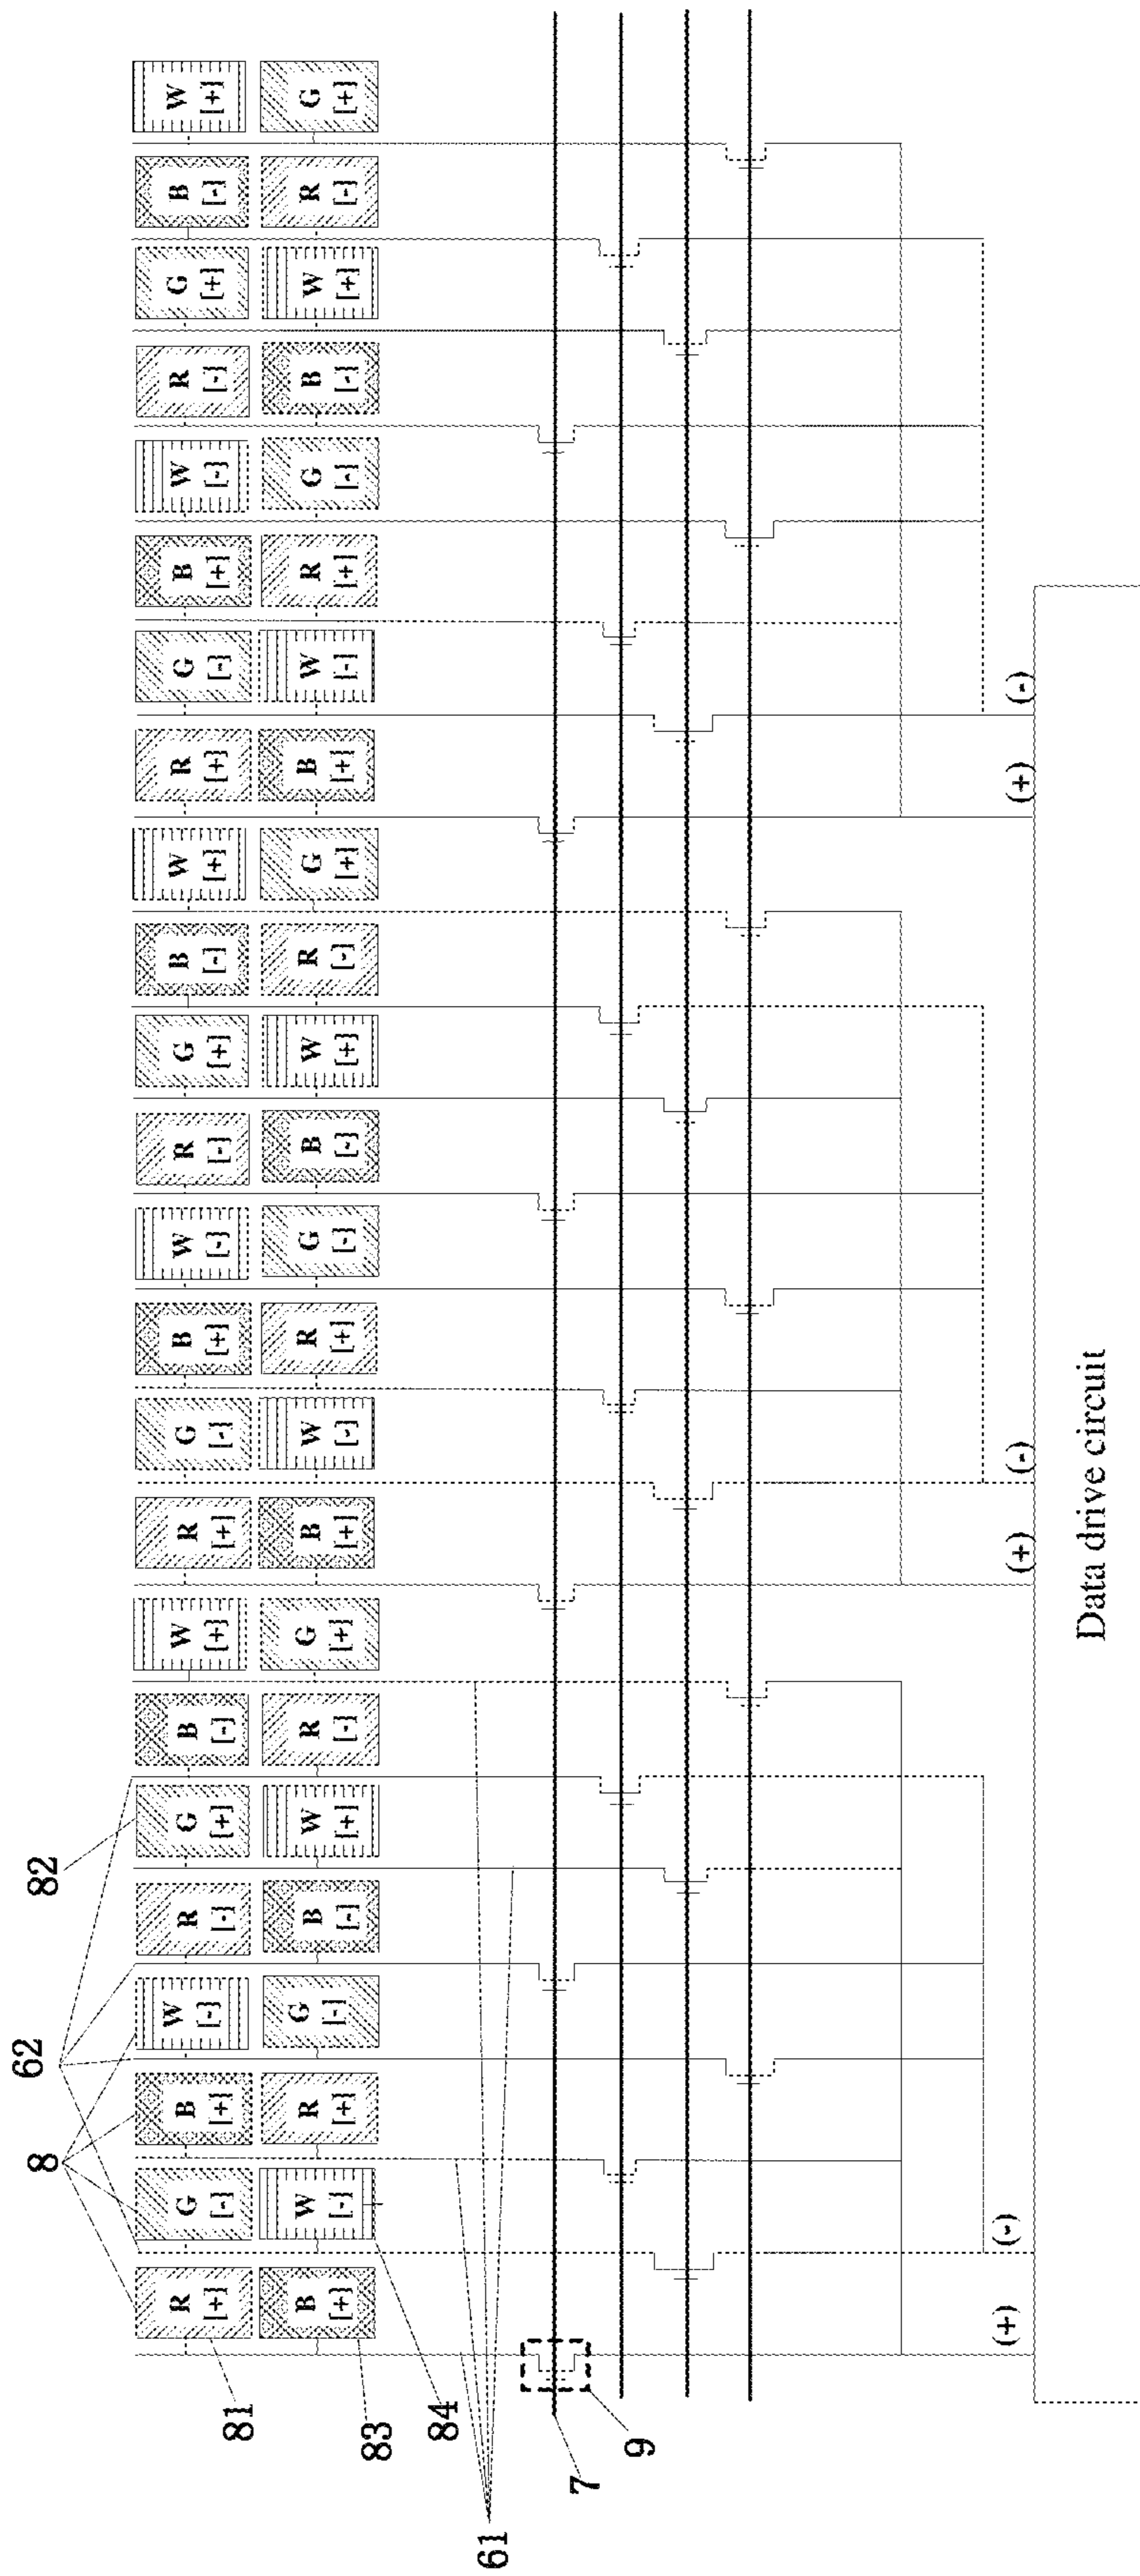 62
8 82
R G B W R G B W R G B W R G B W R G B W R G B W
[+] [-] [+] [-] [-] [+] [-] [+] [+] [-] [+] [-] [-] [+] [-] [+] [+] [-] [+] [-] [-] [+] [-] [+]
81
B W R G B W R G B W R G B W R G B W R G B W R G
[+] [-] [+] [-] [-] [+] [-] [+] [+] [-] [+] [-] [-] [+] [-] [+] [+] [-] [+] [-] [-] [+] [-] [+]
83
84
61
7
9
(+) (-) (+) (-) (+) (-)
Data drive circuit